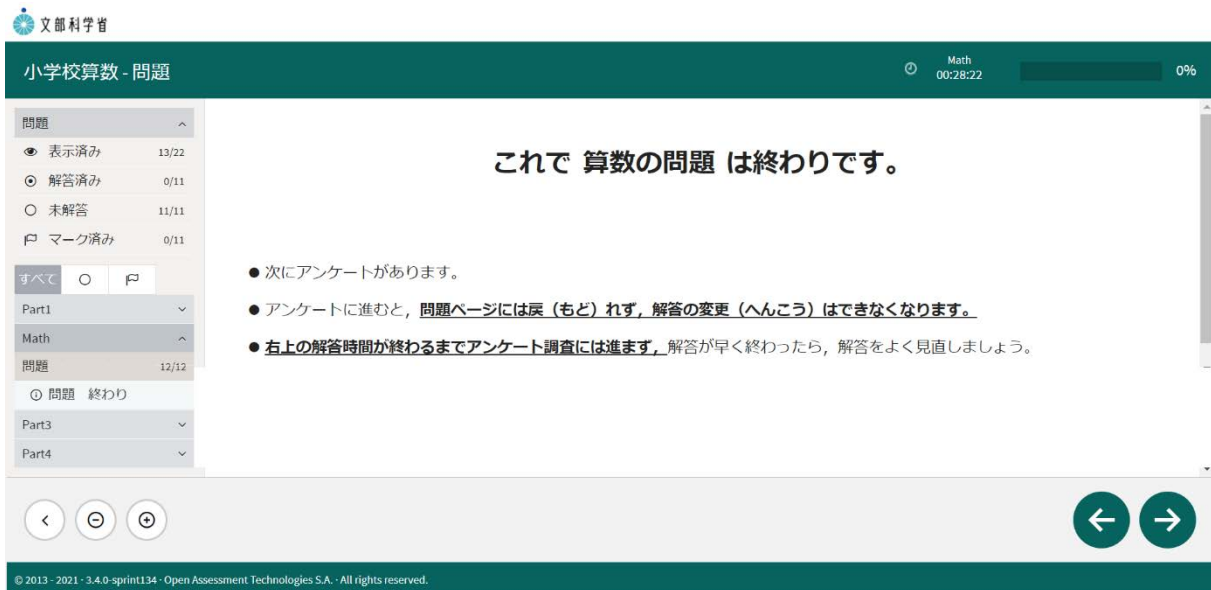 文部科学省
小学校算数 - 問題
Math
00:28:22
0%
問題
表示済み 13/22
解答済み 0/11
未解答 11/11
マーク済み 0/11
すべて
Part1
Math
問題 12/12
問題 終わり
Part3
Part4
これで 算数の問題 は終わりです。
● 次にアンケートがあります。
● アンケートに進むと，問題ページには戻（もど）れず，解答の変更（へんこう）はできなくなります。
● 右上の解答時間が終わるまでアンケート調査には進まず，解答が早く終わったら，解答をよく見直しましょう。
© 2013 - 2021 · 3.4.0-sprint134 · Open Assessment Technologies S.A. · All rights reserved.